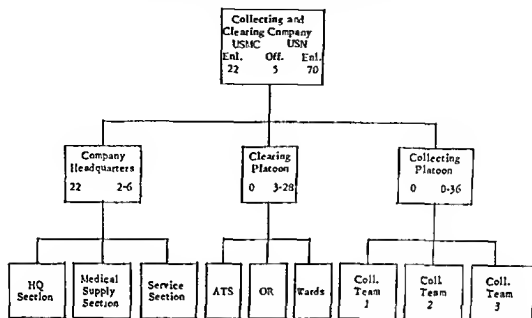 Collecting and
Clearing Company
USMC USN
Enl. Off. Enl.
22 5 70
Company
Headquarters
22 2-6
Clearing
Platoon
0 3-28
Collecting
Platoon
0 0-36
HQ
Section
Medical
Supply
Section
Service
Section
ATS
OR
Wards
Coll.
Team
1
Coll.
Team
2
Coll.
Team
3